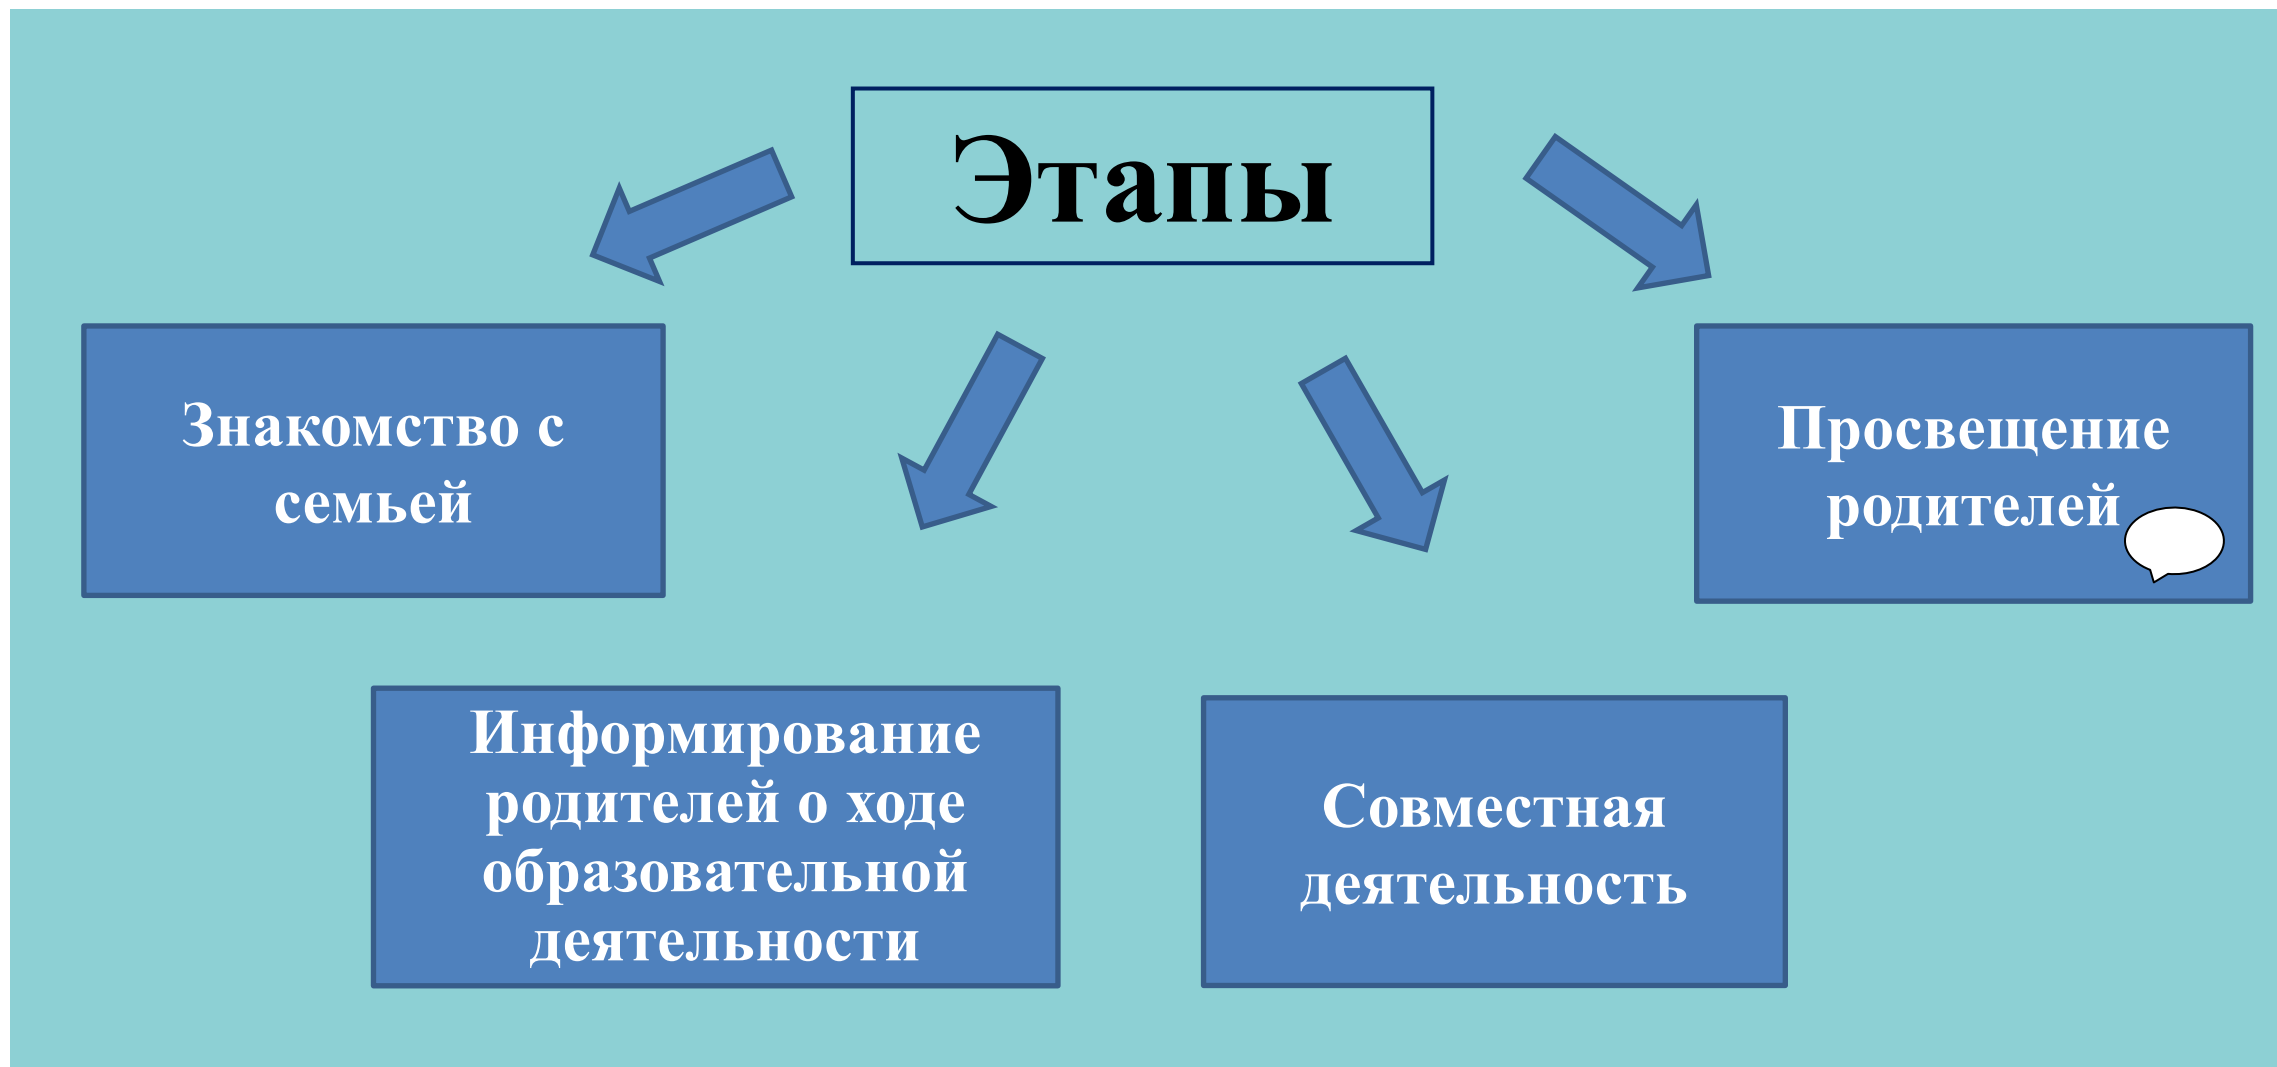 Этапы
Знакомство с
семьей
Просвещение
родителей
Информирование
родителей о ходе
образовательной
деятельности
Совместная
деятельность